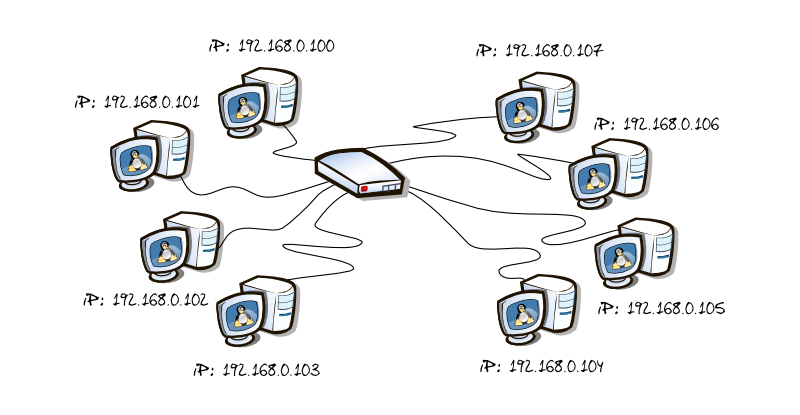 iP: 192.168.0.100
iP: 192.168.0.107
iP: 192.168.0.101
iP: 192.168.0.106
iP: 192.168.0.102
iP: 192.168.0.105
iP: 192.168.0.103
iP: 192.168.0.104